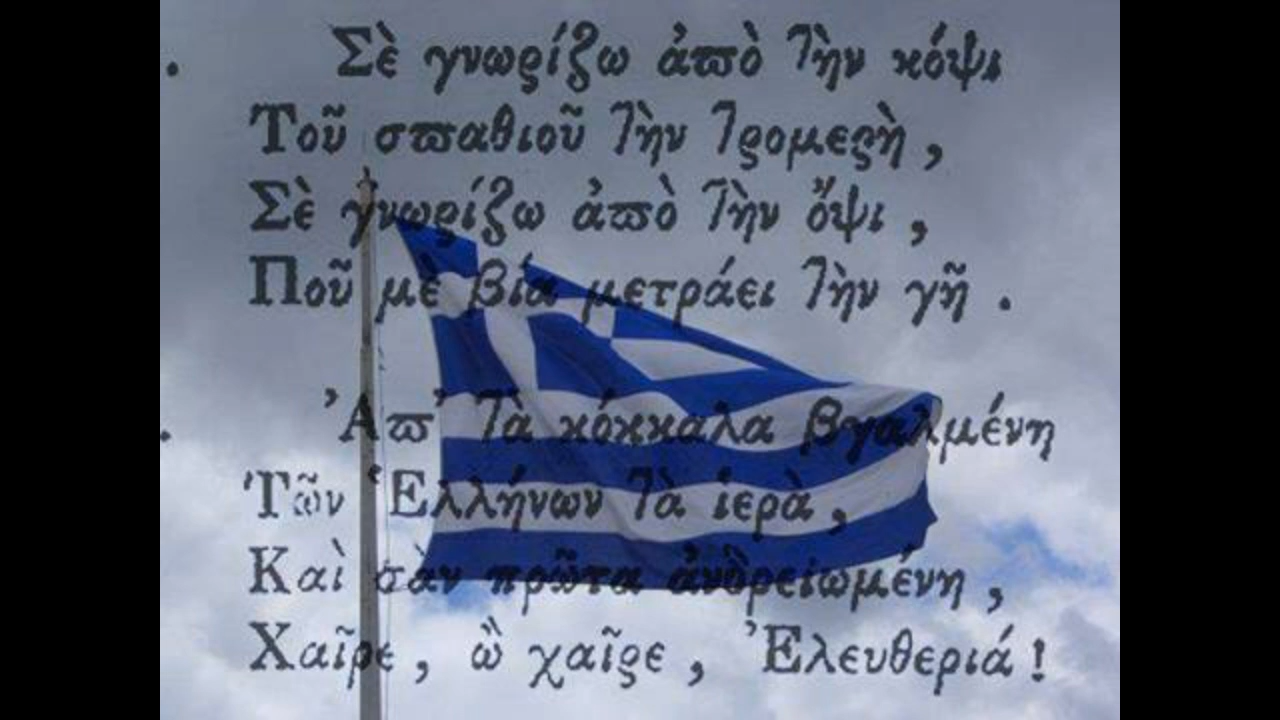 Σὲ γνωρίζω ἀπὸ τὴν κόψι
Τοῦ σπαθιοῦ τὴν τρομερὴ,
Σὲ γνωρίζω ἀπὸ τὴν ὄψι,
Ποῦ μὲ βία μετράει τὴν γῆ.
Ἀπ' τὰ κόκκαλα βγαλμένη
Τῶν Ἑλλήνων τὰ ἱερὰ,
Καὶ σὰν πρῶτα ἀνδρειωμένη,
Χαῖρε, ὢ χαῖρε, Ἐλευθεριά!